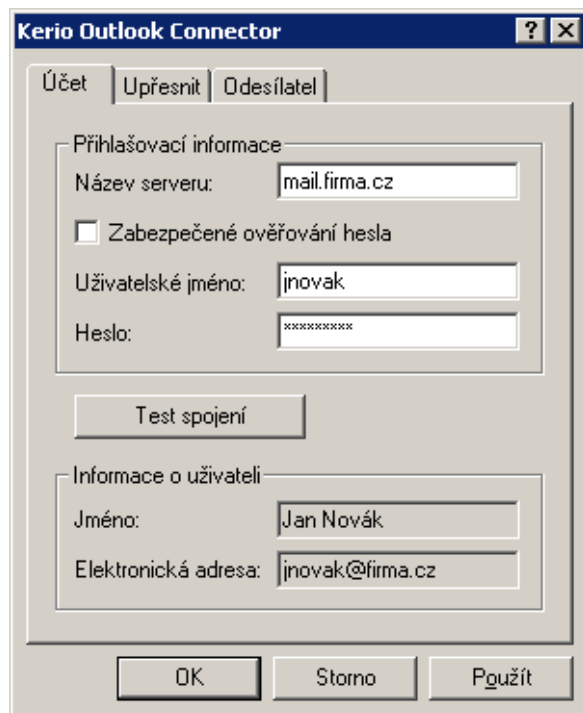 Kerio Outlook Connector
Účet Upřesnit Odesílatel
Přihlašovací informace
Název serveru: mail.firma.cz
Zabezpečené ověřování hesla
Uživatelské jméno: jnovak
Heslo: *********
Test spojení
Informace o uživateli
Jméno: Jan Novák
Elektronická adresa: jnovak@firma.cz
OK Storno Použít